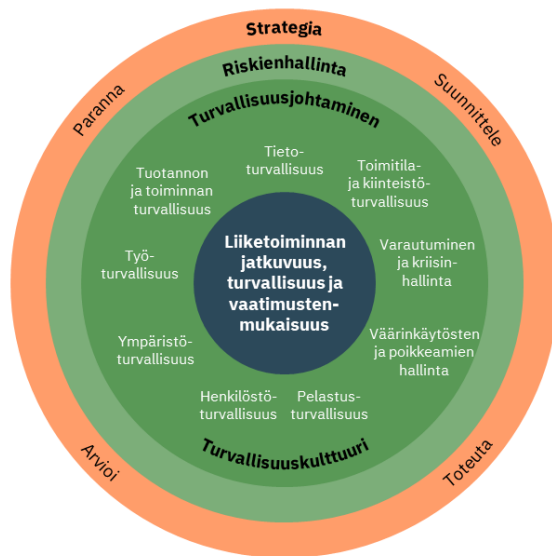 Strategia
Riskienhallinta
Turvallisuusjohtaminen
Paranna
Suunnittele
Tieto-
turvallisuus
Toimitila-
ja kiinteistö-
turvallisuus
Varautuminen
ja kriisin-
hallinta
Väärinkäytösten
ja poikkeamien
hallinta
Pelastus-
turvallisuus
Henkilöstö-
turvallisuus
Ympäristö-
turvallisuus
Työ-
turvallisuus
Tuotannon
ja toiminnan
turvallisuus
Liiketoiminnan
jatkuvuus,
turvallisuus ja
vaatimusten-
mukaisuus
Turvallisuuskulttuuri
Arvioi
Toteuta